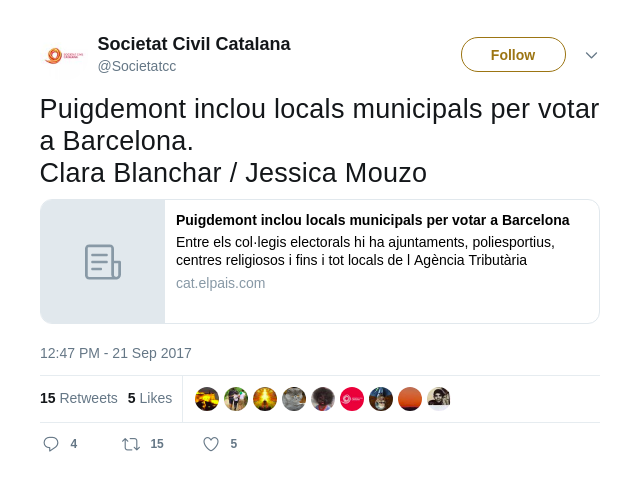 Societat Civil Catalana
@Societatcc
Follow
Puigdemont inclou locals municipals per votar
a Barcelona.
Clara Blanchar / Jessica Mouzo
Puigdemont inclou locals municipals per votar a Barcelona
Entre els col·legis electorals hi ha ajuntaments, poliesportius,
centres religiosos i fins i tot locals de l Agència Tributària
cat.elpais.com
12:47 PM - 21 Sep 2017
15 Retweets 5 Likes
4 15 5